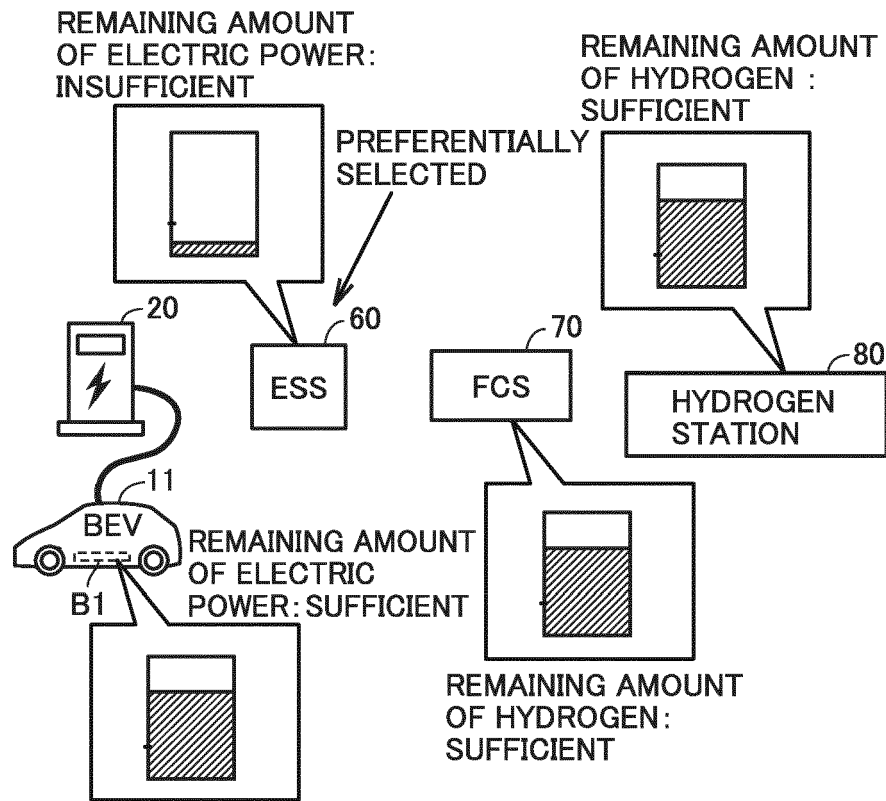 REMAINING AMOUNT
OF ELECTRIC POWER:
INSUFFICIENT
REMAINING AMOUNT
OF HYDROGEN :
SUFFICIENT
PREFERENTIALLY
SELECTED
20
60
ESS
70
FCS
80
HYDROGEN
STATION
11
BEV
B1
REMAINING AMOUNT
OF ELECTRIC
POWER: SUFFICIENT
REMAINING AMOUNT
OF HYDROGEN:
SUFFICIENT